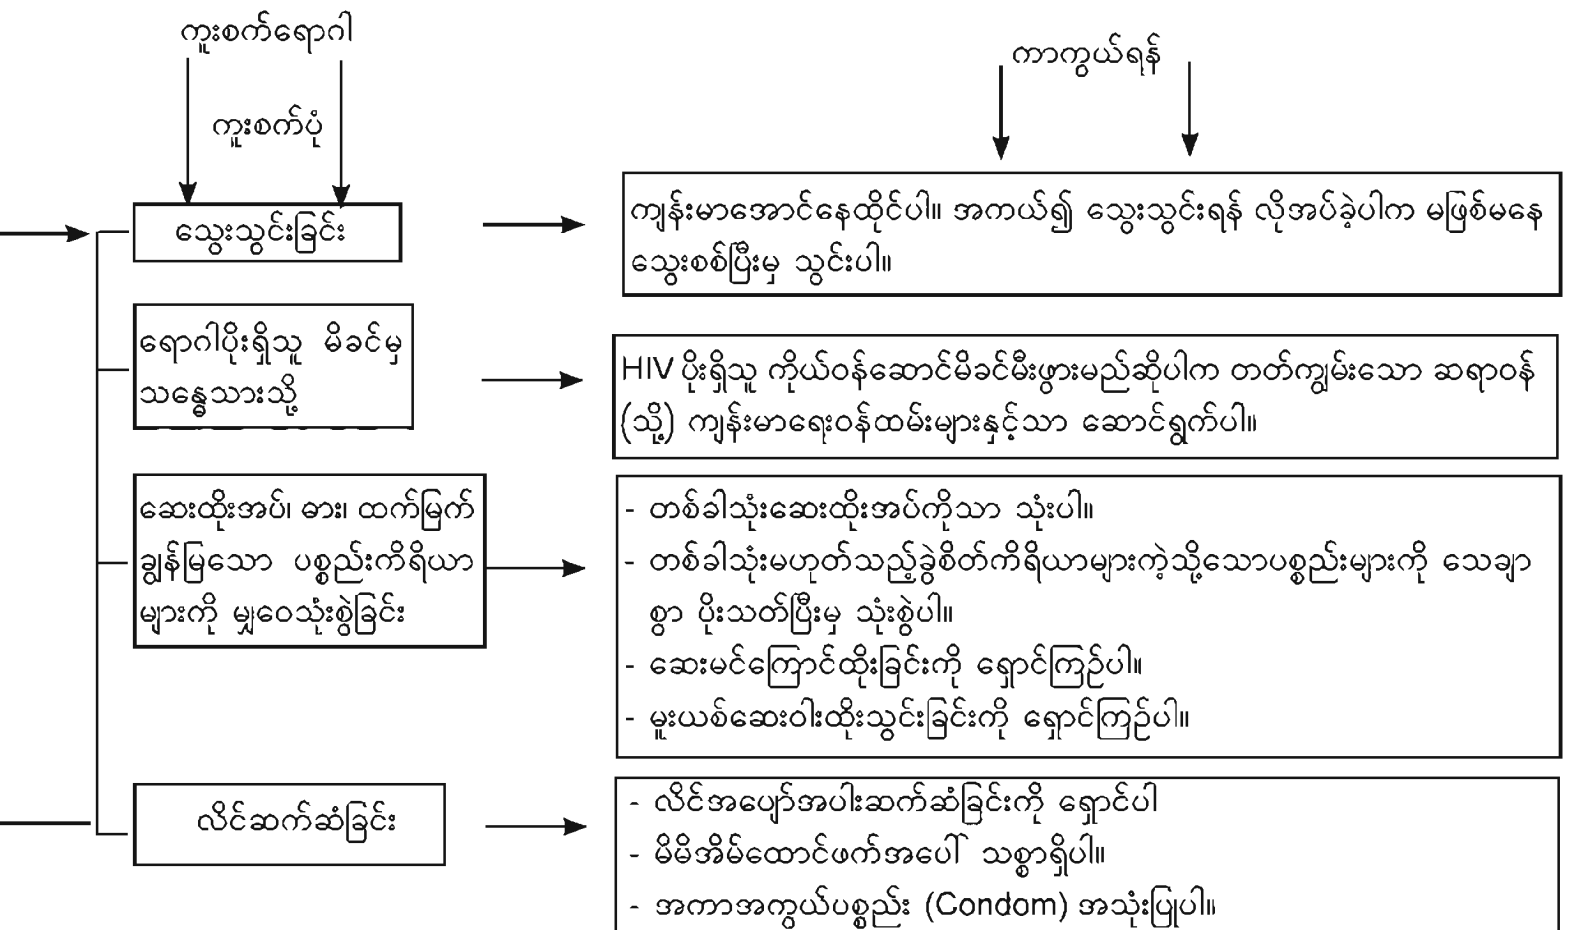 ကူးစက်ရောဂါ
ကူးစက်ပုံ
ကာကွယ်ရန်
သွေးသွင်းခြင်း
ကျန်းမာအောင်နေထိုင်ပါ။ အကယ်၍ သွေးသွင်းရန် လိုအပ်ခဲ့ပါက မဖြစ်မနေ
သွေးစစ်ပြီးမှ သွင်းပါ။
ရောဂါပိုးရှိသူ မိခင်မှ
သန္ဓေသားသို့
HIV ပိုးရှိသူ ကိုယ်ဝန်ဆောင်မိခင်မီးဖွားမည်ဆိုပါက တတ်ကျွမ်းသော ဆရာဝန်
(သို့) ကျန်းမာရေးဝန်ထမ်းများနှင့်သာ ဆောင်ရွက်ပါ။
ဆေးထိုးအပ်၊ ဓား၊ ထက်မြက်
ချွန်မြသော ပစ္စည်းကိရိယာ
များကို မျှဝေသုံးစွဲခြင်း
- တစ်ခါသုံးဆေးထိုးအပ်ကိုသာ သုံးပါ။
- တစ်ခါသုံးမဟုတ်သည့်ခွဲစိတ်ကိရိယာများကဲ့သို့သောပစ္စည်းများကို သေချာ
စွာ ပိုးသတ်ပြီးမှ သုံးစွဲပါ။
- ဆေးမင်ကြောင်ထိုးခြင်းကို ရှောင်ကြဉ်ပါ။
- မူးယစ်ဆေးဝါးထိုးသွင်းခြင်းကို ရှောင်ကြဉ်ပါ။
လိင်ဆက်ဆံခြင်း
- လိင်အပျော်အပါးဆက်ဆံခြင်းကို ရှောင်ပါ
- မိမိအိမ်ထောင်ဖက်အပေါ် သစ္စာရှိပါ။
- အကာအကွယ်ပစ္စည်း (Condom) အသုံးပြုပါ။